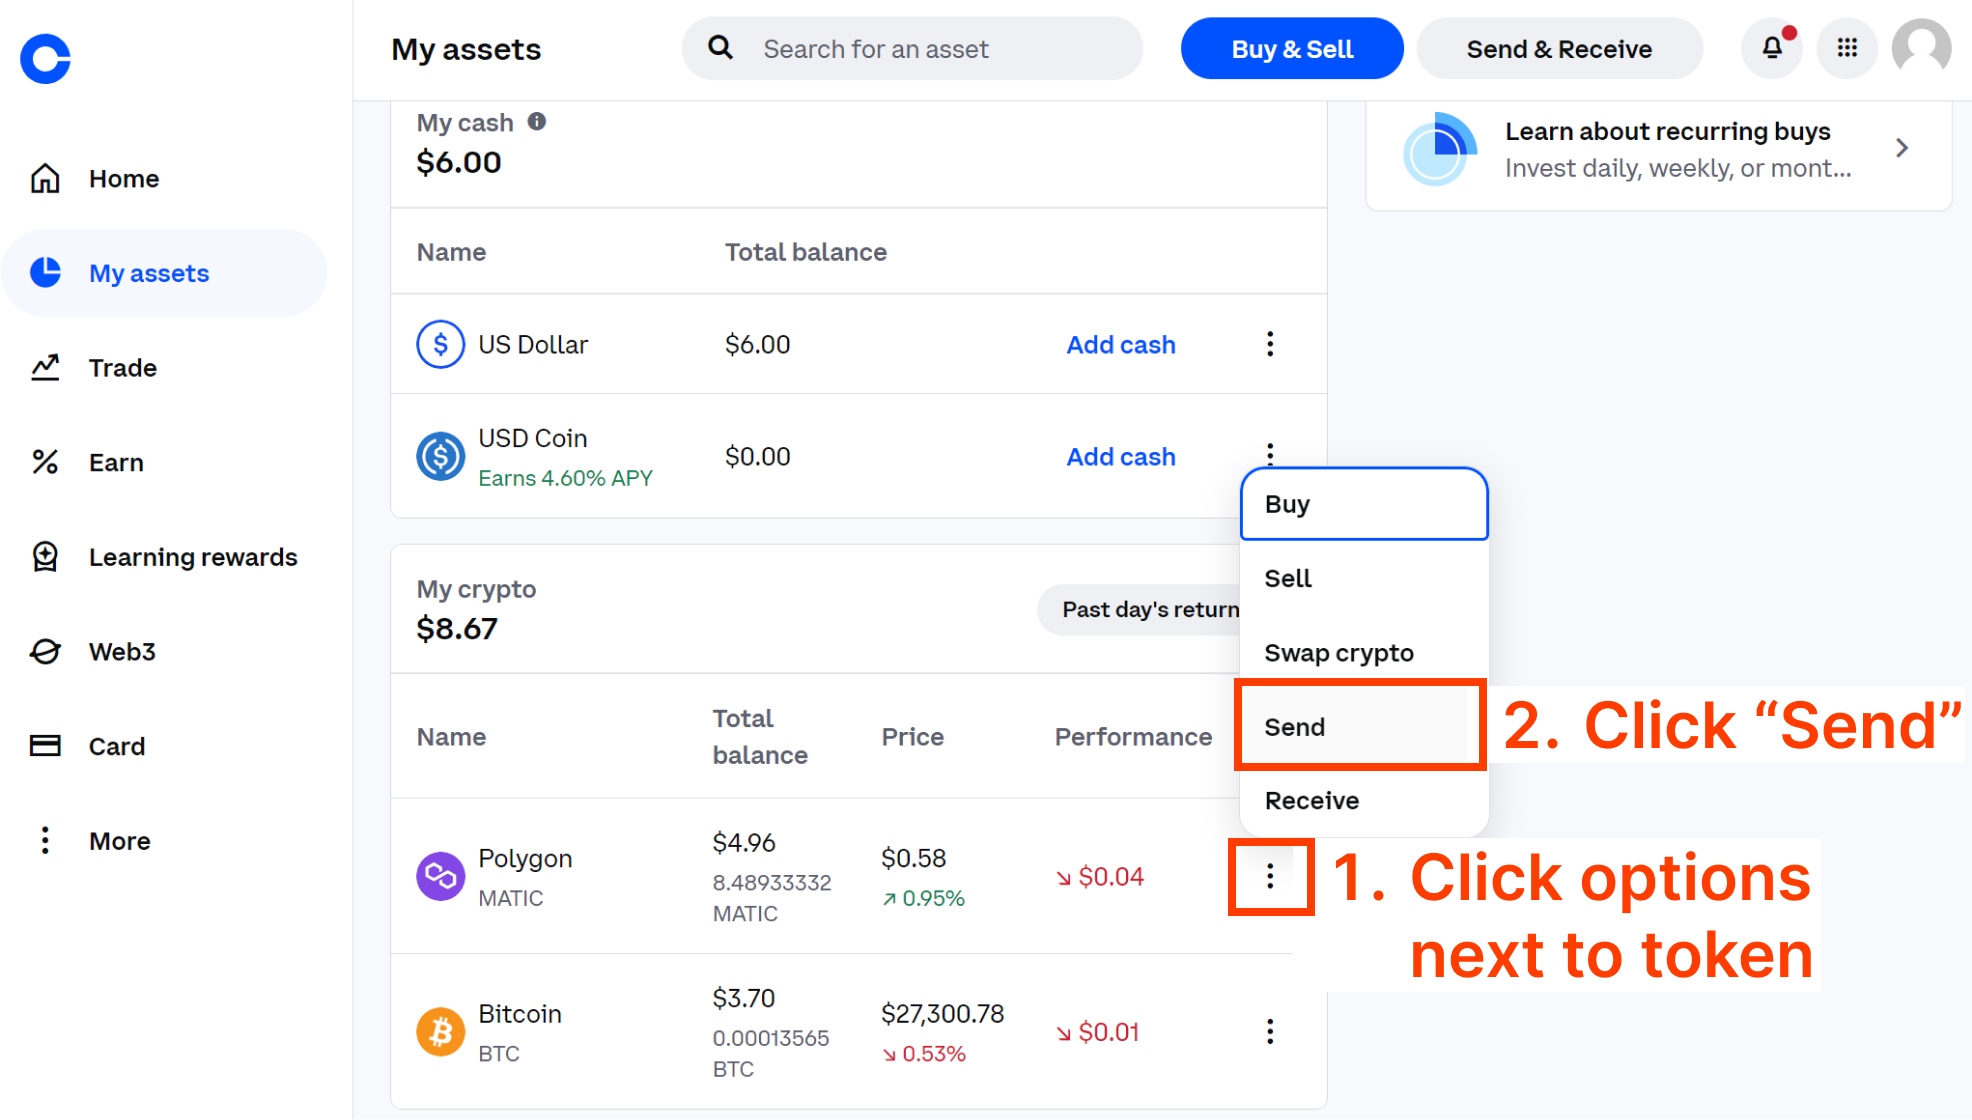 My assets
Search for an asset
Buy & Sell
Send & Receive
Home
My assets
Trade
Earn
Learning rewards
Web3
Card
More
My cash
$6.00
Name Total balance
US Dollar $6.00 Add cash
USD Coin
Earns 4.60% APY
$0.00 Add cash
My crypto
$8.67
Past day's return
Name
Total
balance
Price
Performance
Polygon
MATIC
$4.96
8.48933332
MATIC
$0.58
↗ 0.95%
↘ $0.04
Bitcoin
BTC
$3.70
0.00013565
BTC
$27,300.78
↘ 0.53%
↘ $0.01
Buy
Sell
Swap crypto
Send
Receive
2. Click “Send”
1. Click options
next to token
Learn about recurring buys
Invest daily, weekly, or mont...